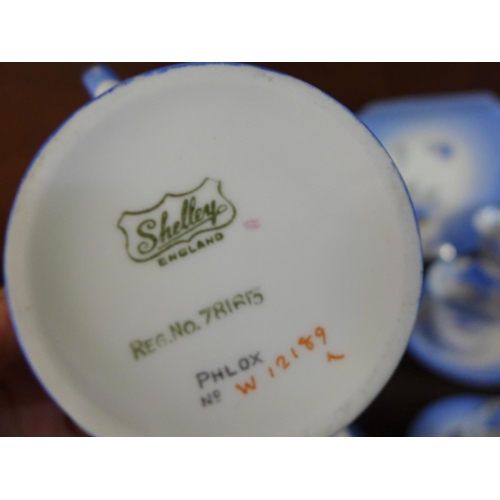 Shelley
ENGLAND
REG. NO. 781615
PHLOX
No W 12189